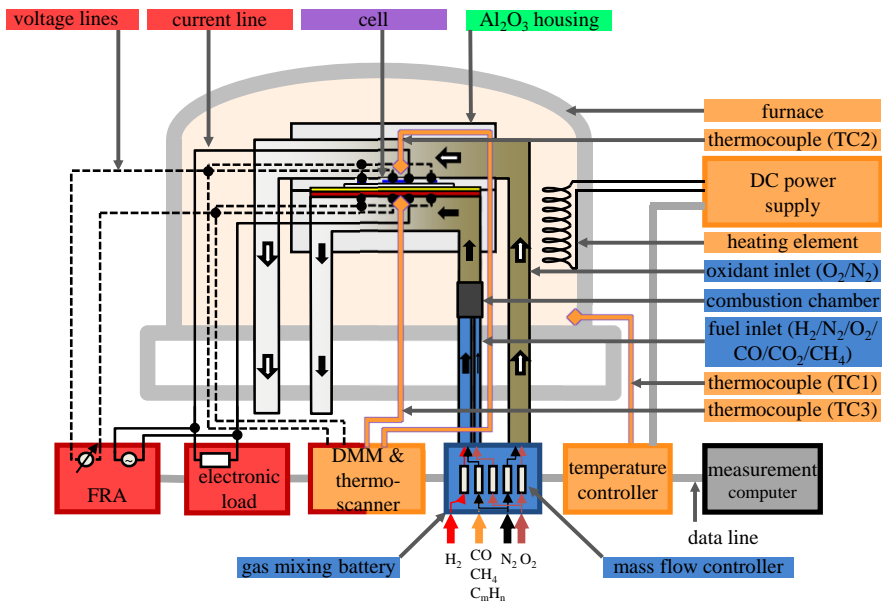 voltage lines
current line
cell
Al₂O₃ housing
furnace
thermocouple (TC2)
DC power
supply
heating element
oxidant inlet (O₂/N₂)
combustion chamber
fuel inlet (H₂/N₂/O₂/
CO/CO₂/CH₄)
thermocouple (TC1)
thermocouple (TC3)
~
FRA
electronic
load
DMM &
thermo-
scanner
temperature
controller
measurement
computer
data line
H₂
CO
CH₄
CₘHₙ
N₂ O₂
gas mixing battery
mass flow controller